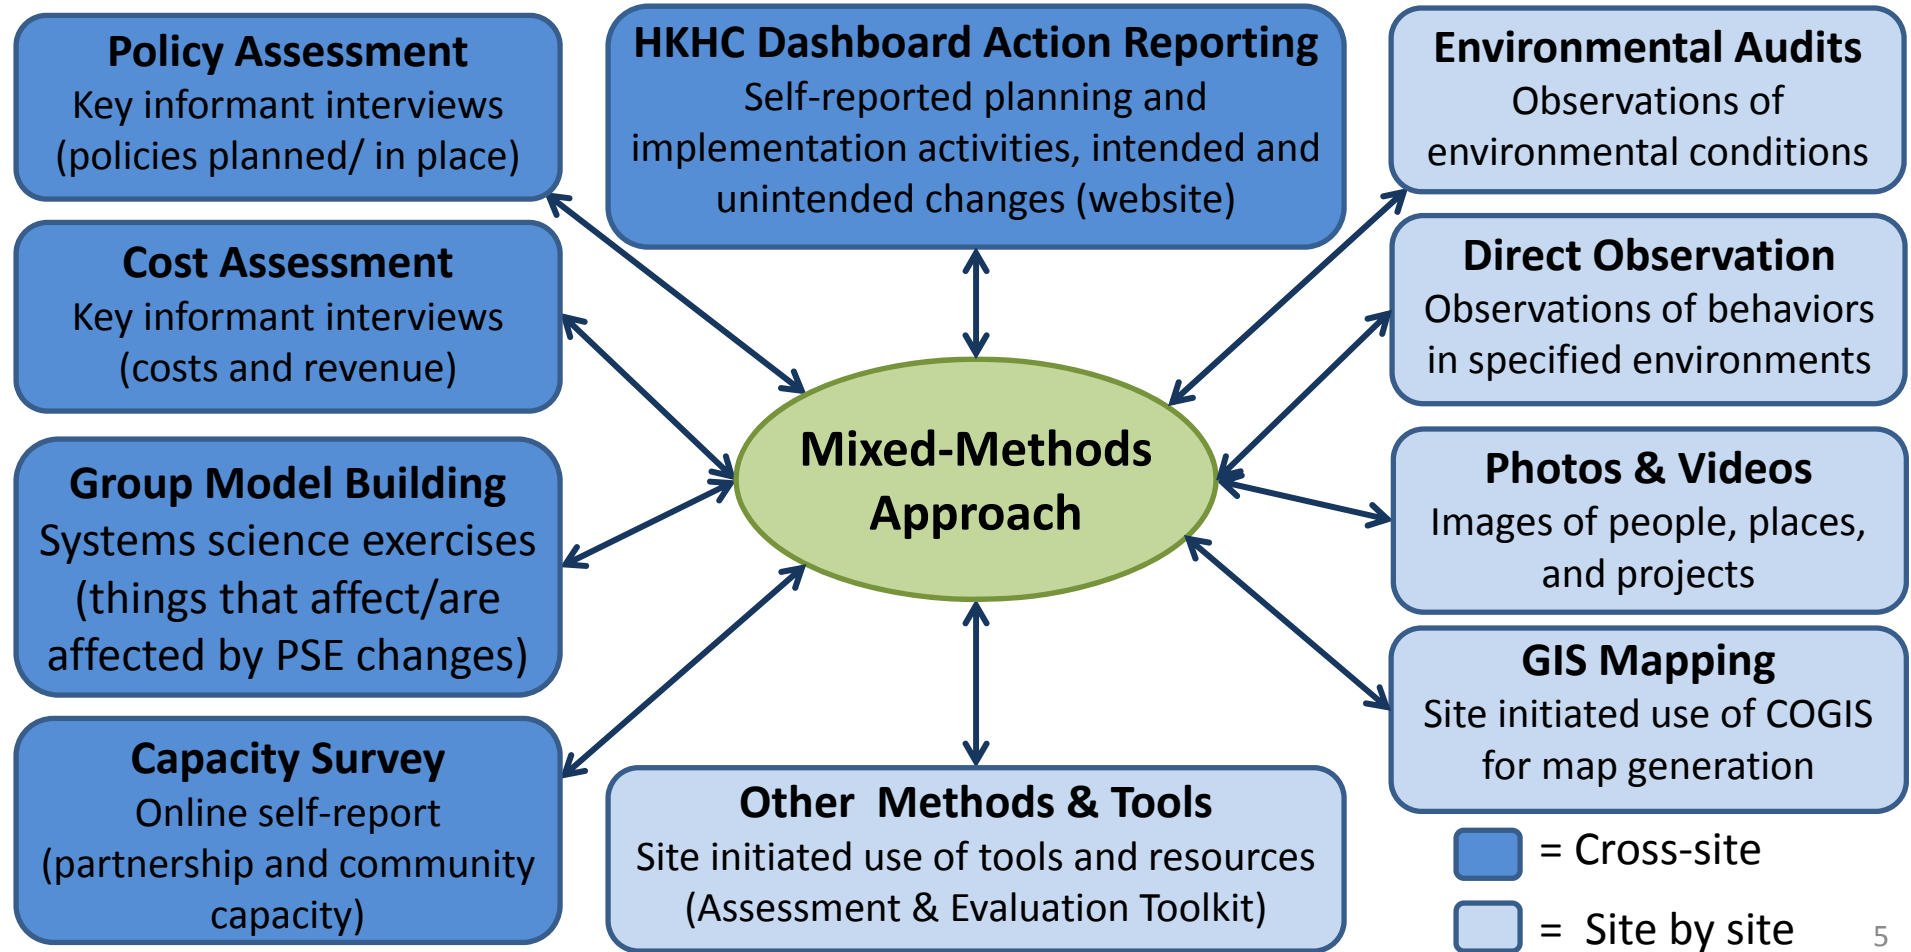 Policy Assessment
Key informant interviews
(policies planned/ in place)
HKHC Dashboard Action Reporting
Self-reported planning and
implementation activities, intended and
unintended changes (website)
Environmental Audits
Observations of
environmental conditions
Cost Assessment
Key informant interviews
(costs and revenue)
Direct Observation
Observations of behaviors
in specified environments
Mixed-Methods
Approach
Group Model Building
Systems science exercises
(things that affect/are
affected by PSE changes)
Photos & Videos
Images of people, places,
and projects
GIS Mapping
Site initiated use of COGIS
for map generation
Capacity Survey
Online self-report
(partnership and community
capacity)
Other Methods & Tools
Site initiated use of tools and resources
(Assessment & Evaluation Toolkit)
= Cross-site
= Site by site
5